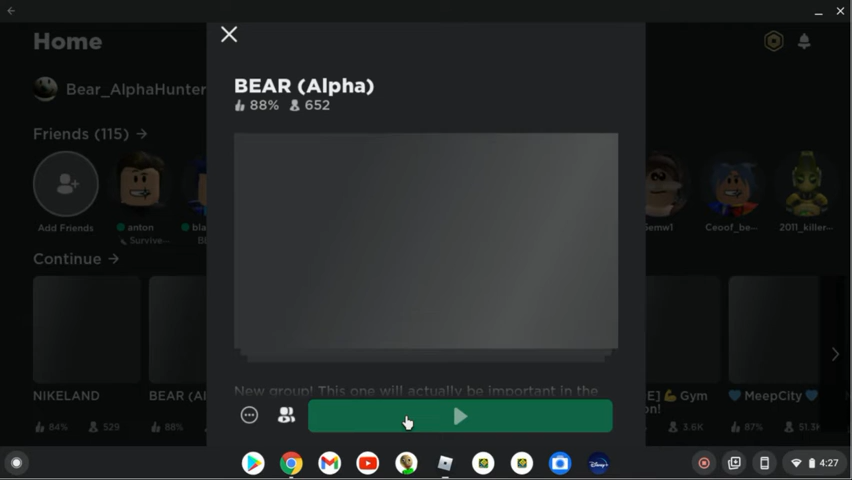 Home
BEAR (Alpha)
88% 652
Bear_AlphaHunter
Friends (115)
Add Friends
anton
Survive--
Ceoof_be--
2011_killer--
Continue
NIKELAND
BEAR (A
Gym
MeepCity
84% 529
88%
3.6K
87% 51.3K
New group! This one will actually be important in the
Disney+
4:27